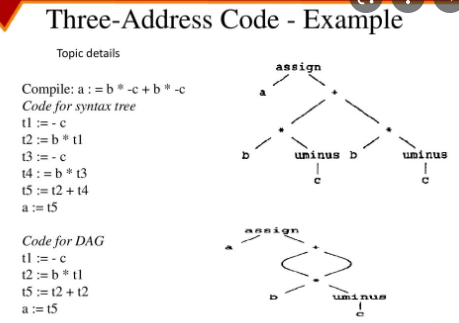 Three-Address Code - Example
Topic details
Compile: a : = b * -c + b * -c
Code for syntax tree
t1 := - c
t2 := b * t1
t3 := - c
t4 : = b * t3
t5 := t2 + t4
a := t5
assign
a
+
*
*
b
uminus
b
uminus
c
c
Code for DAG
t1 := - c
t2 := b * t1
t5 := t2 + t2
a := t5
assign
a
+
*
b
uminus
c